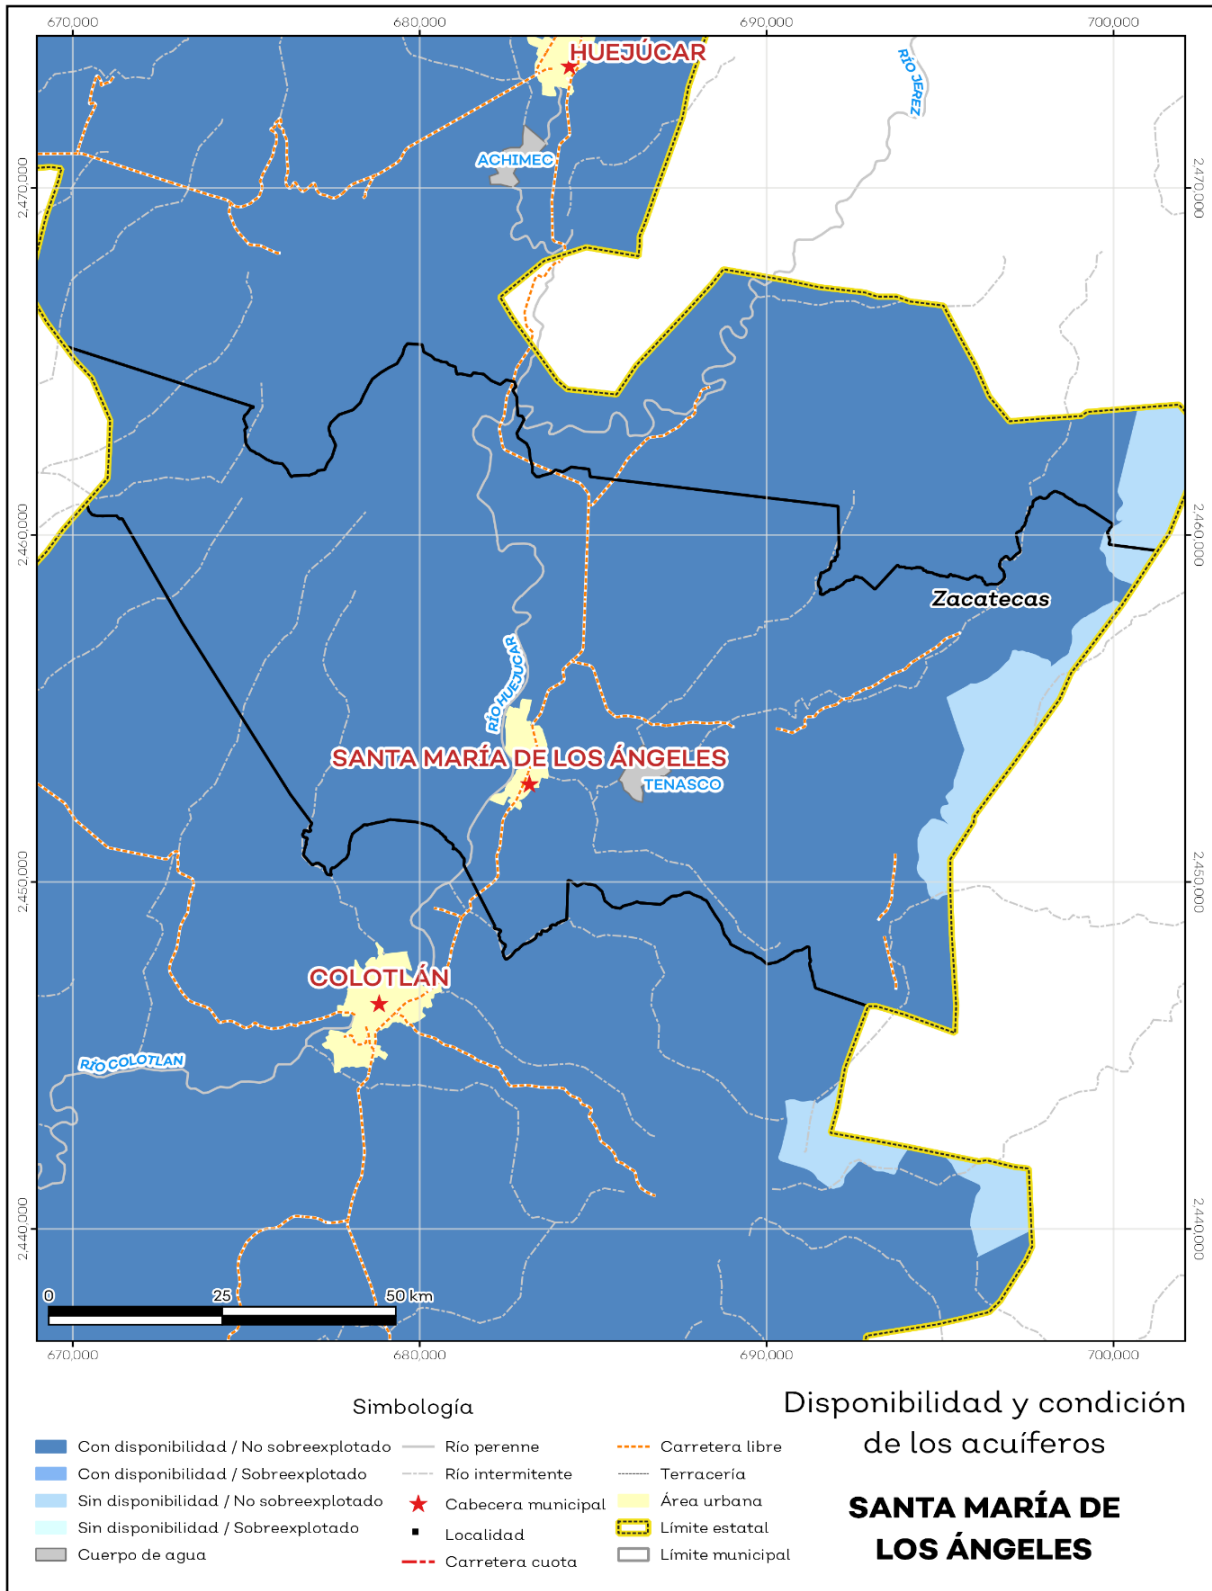 670,000
680,000
690,000
700,000
HUEJÚCAR
RÍO JEREZ
ACHIMEC
2,470,000
2,470,000
2,460,000
2,460,000
Zacatecas
RÍO HUEJUCAR
SANTA MARÍA DE LOS ÁNGELES
TENASCO
2,450,000
2,450,000
COLOTLÁN
RÍO COLOTLAN
2,440,000
2,440,000
0
25
50 km
670,000
680,000
690,000
700,000
Simbología
Con disponibilidad / No sobreexplotado
Con disponibilidad / Sobreexplotado
Sin disponibilidad / No sobreexplotado
Sin disponibilidad / Sobreexplotado
Cuerpo de agua
Río perenne
Río intermitente
Cabecera municipal
Localidad
Carretera cuota
Carretera libre
Terracería
Área urbana
Límite estatal
Límite municipal
Disponibilidad y condición
de los acuíferos
SANTA MARÍA DE
LOS ÁNGELES